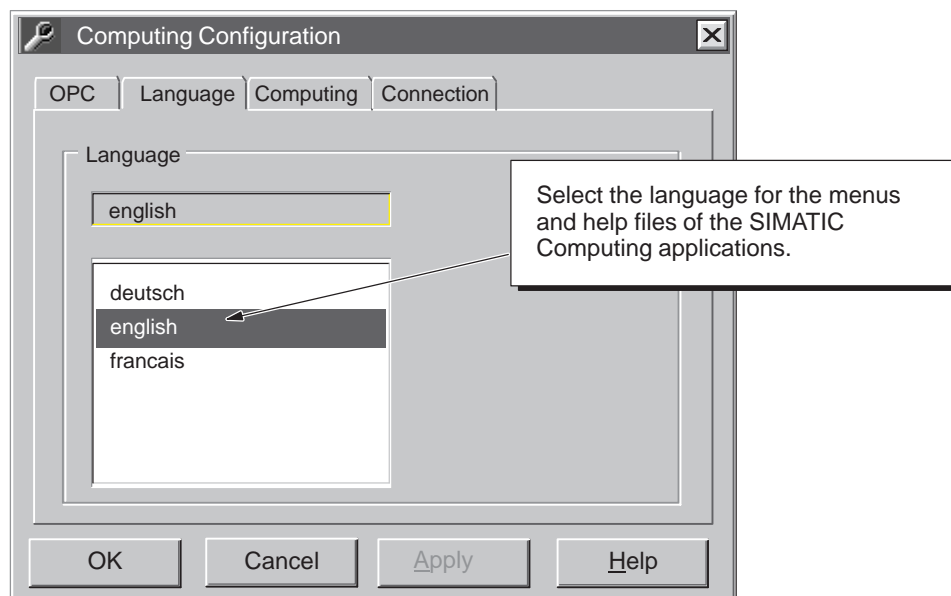 Computing Configuration
OPC Language Computing Connection
Language
english
Select the language for the menus
and help files of the SIMATIC
Computing applications.
deutsch
english
francais
OK Cancel Apply Help